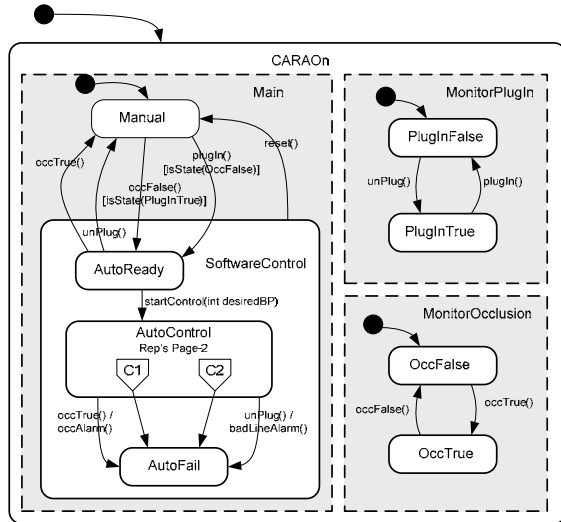 CARAOn
Main
Manual
occTrue()
unPlug()
occFalse()
[isState(PlugInTrue)]
plugIn()
[isState(OccFalse)]
reset()
SoftwareControl
AutoReady
startControl(int desiredBP)
AutoControl
Rep's Page-2
C1
C2
occTrue() /
occAlarm()
unPlug() /
badLineAlarm()
AutoFail
MonitorPlugIn
PlugInFalse
unPlug()
plugIn()
PlugInTrue
MonitorOcclusion
OccFalse
occFalse()
occTrue()
OccTrue